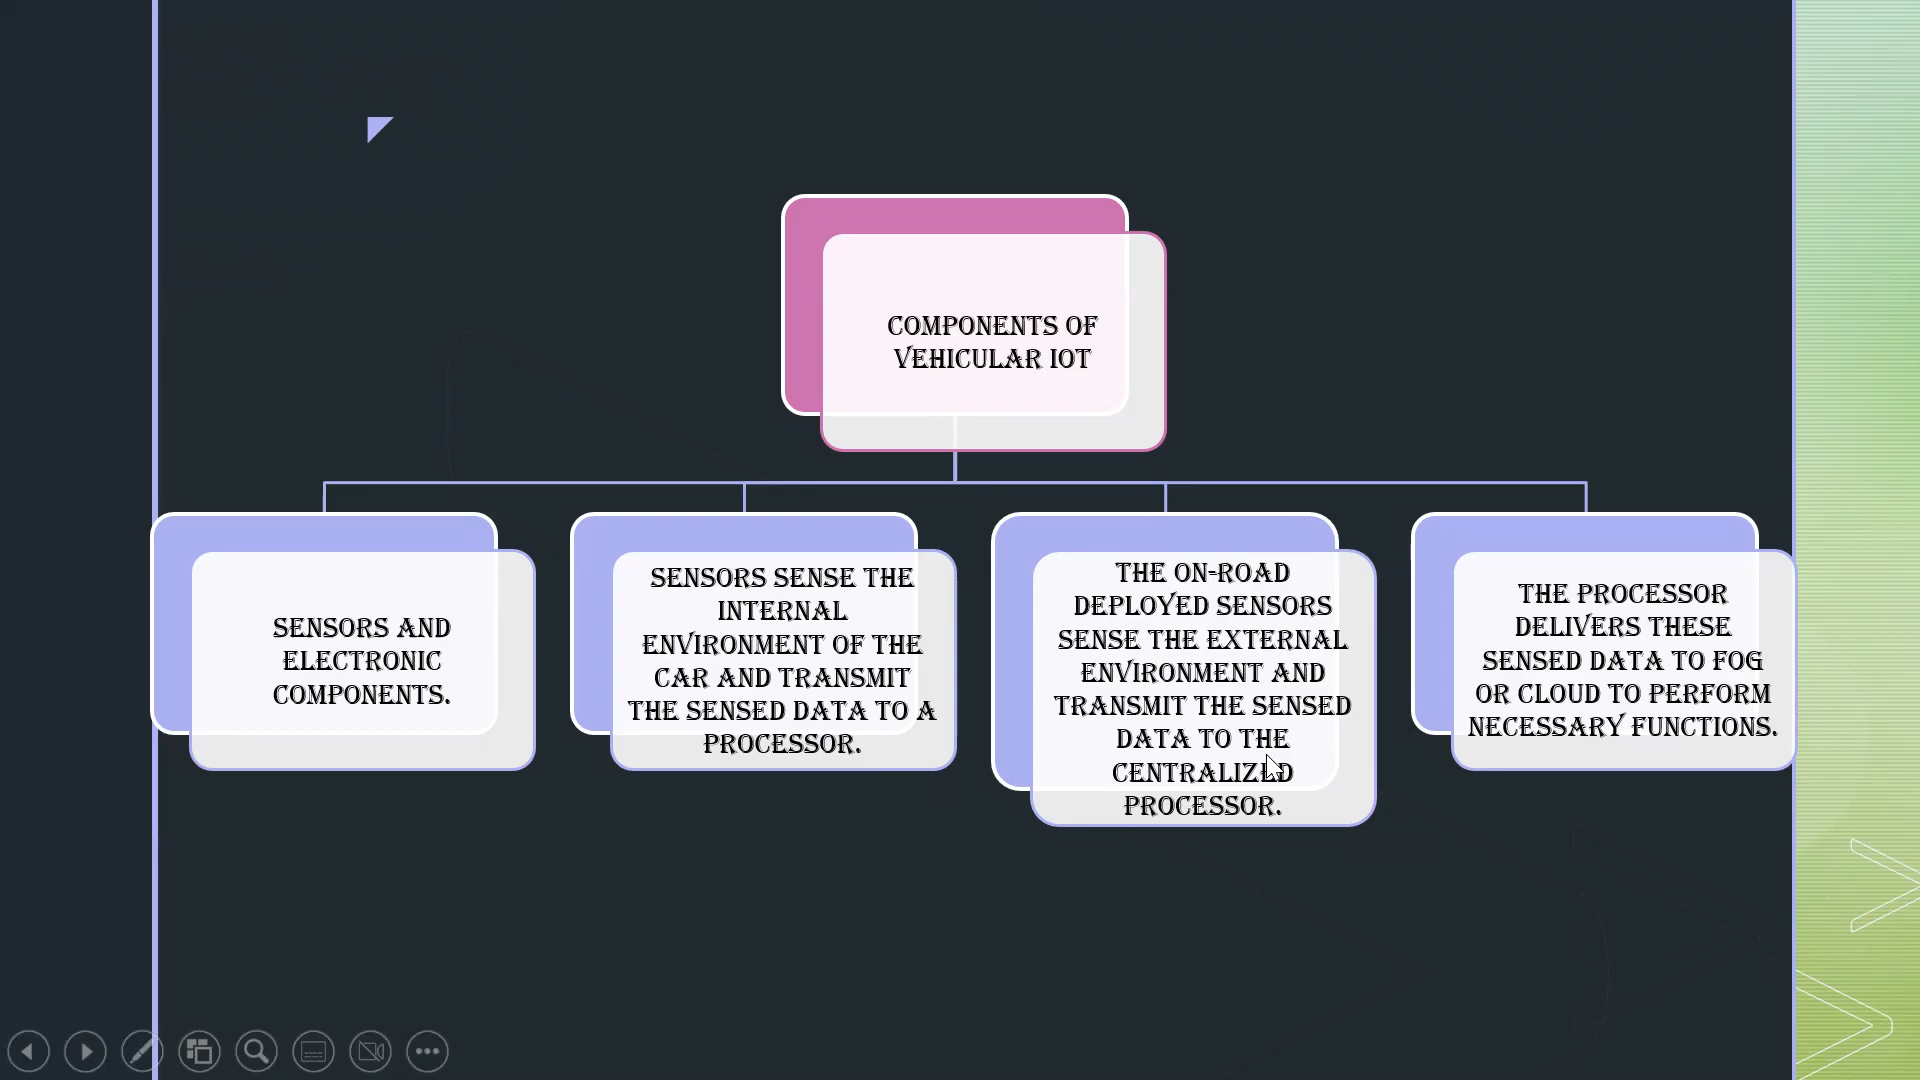 COMPONENTS OF
VEHICULAR IOT
SENSORS AND
ELECTRONIC
COMPONENTS.
SENSORS SENSE THE
INTERNAL
ENVIRONMENT OF THE
CAR AND TRANSMIT
THE SENSED DATA TO A
PROCESSOR.
THE ON-ROAD
DEPLOYED SENSORS
SENSE THE EXTERNAL
ENVIRONMENT AND
TRANSMIT THE SENSED
DATA TO THE
CENTRALIZED
PROCESSOR.
THE PROCESSOR
DELIVERS THESE
SENSED DATA TO FOG
OR CLOUD TO PERFORM
NECESSARY FUNCTIONS.